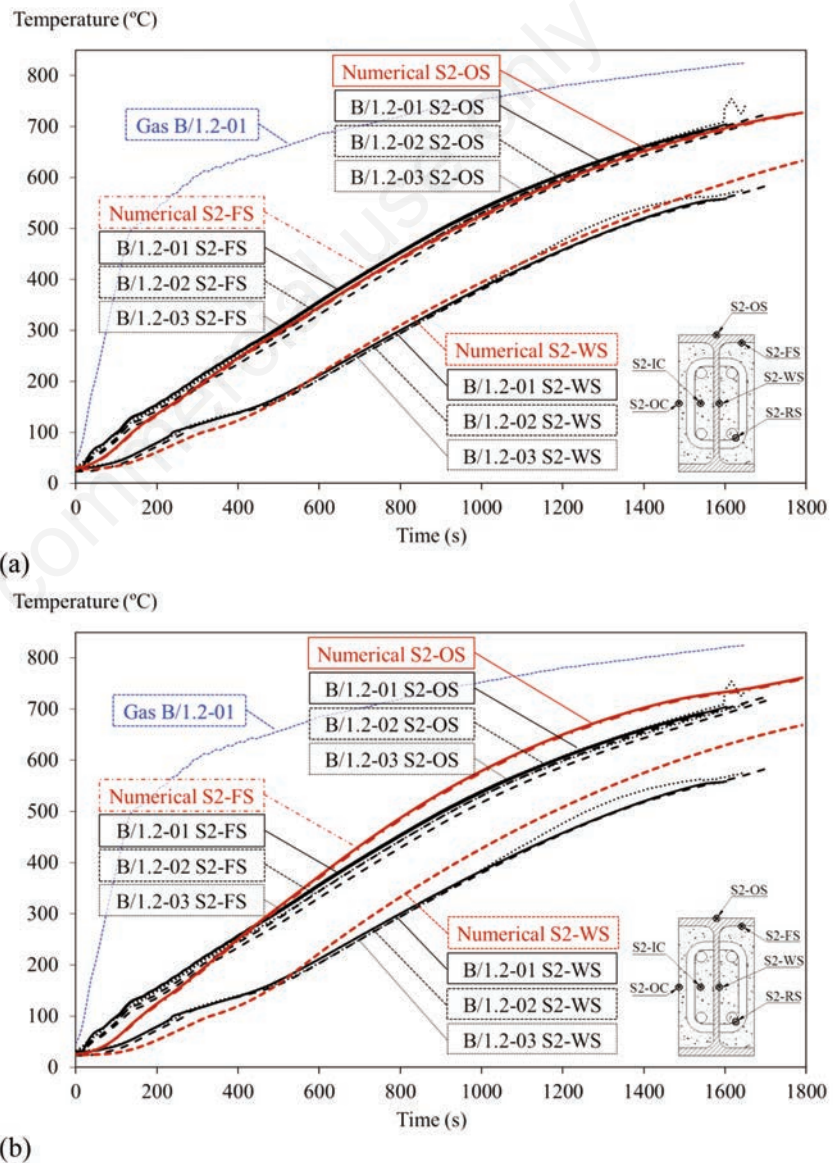 Temperature (ºC)
800
700
600
500
400
300
200
100
0
Numerical S2-OS
B/1.2-01 S2-OS
B/1.2-02 S2-OS
B/1.2-03 S2-OS
Gas B/1.2-01
Numerical S2-FS
B/1.2-01 S2-FS
B/1.2-02 S2-FS
B/1.2-03 S2-FS
Numerical S2-WS
B/1.2-01 S2-WS
B/1.2-02 S2-WS
B/1.2-03 S2-WS
S2-OS
S2-FS
S2-IC
S2-WS
S2-OC
S2-RS
0 200 400 600 800 1000 1200 1400 1600 1800
Time (s)
(a)
Temperature (ºC)
800
700
600
500
400
300
200
100
0
Numerical S2-OS
B/1.2-01 S2-OS
B/1.2-02 S2-OS
B/1.2-03 S2-OS
Gas B/1.2-01
Numerical S2-FS
B/1.2-01 S2-FS
B/1.2-02 S2-FS
B/1.2-03 S2-FS
Numerical S2-WS
B/1.2-01 S2-WS
B/1.2-02 S2-WS
B/1.2-03 S2-WS
S2-OS
S2-FS
S2-IC
S2-WS
S2-OC
S2-RS
0 200 400 600 800 1000 1200 1400 1600 1800
Time (s)
(b)
commercial use only